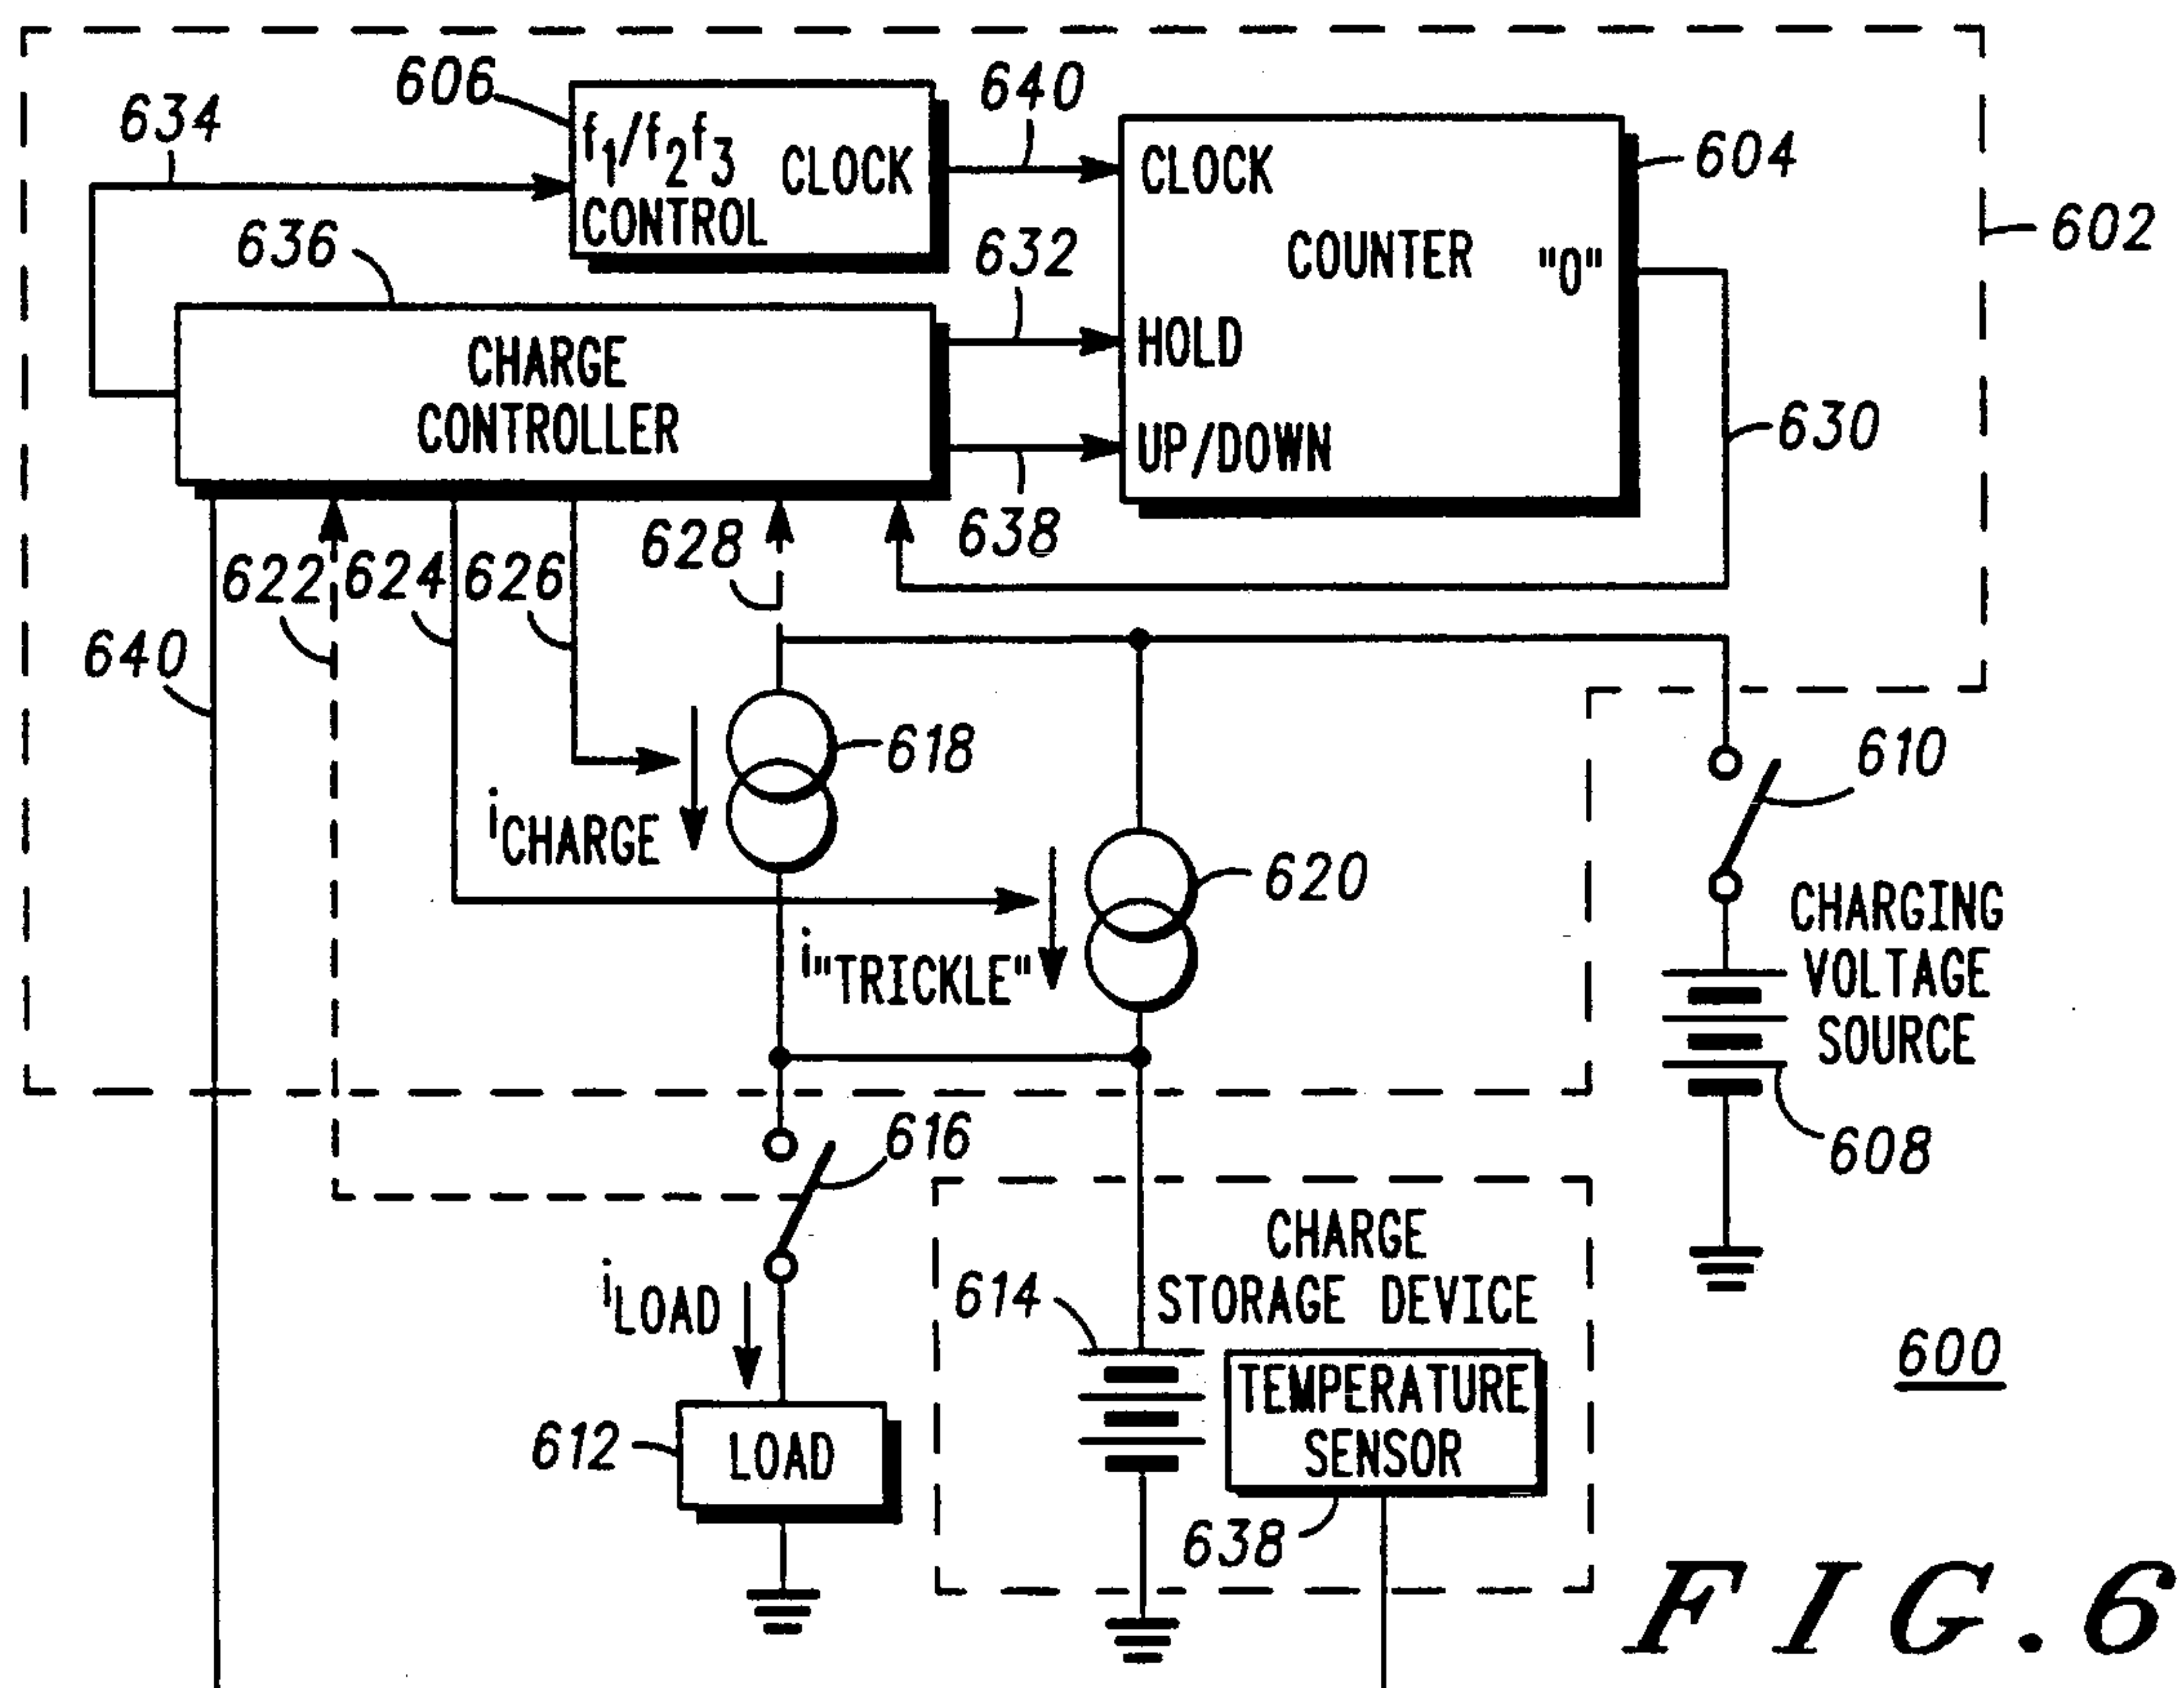 606
634
f1/f2f3
CONTROL
CLOCK
640
CLOCK
COUNTER
"0"
HOLD
UP/DOWN
604
602
636
632
CHARGE
CONTROLLER
638
630
622
624
626
628
640
618
iCHARGE
610
620
i"TRICKLE"
CHARGING
VOLTAGE
SOURCE
608
616
CHARGE
STORAGE DEVICE
614
iLOAD
600
TEMPERATURE
SENSOR
612
LOAD
638
FIG.6